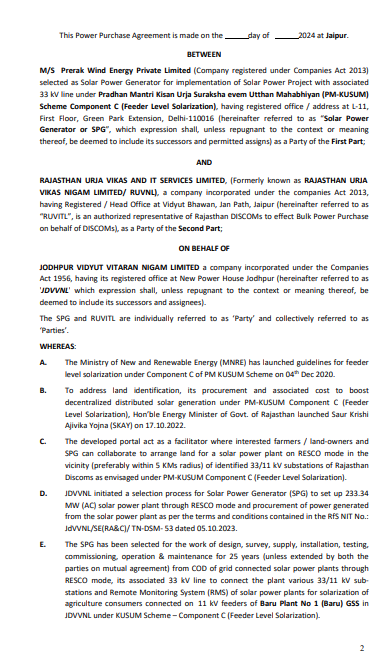 This Power Purchase Agreement is made on the ______day of ______2024 at Jaipur.
BETWEEN
M/S Prerak Wind Energy Private Limited (Company registered under Companies Act 2013)
selected as Solar Power Generator for implementation of Solar Power Project with associated
33 kV line under Pradhan Mantri Kisan Urja Suraksha evem Utthan Mahabhiyan (PM-KUSUM)
Scheme Component C (Feeder Level Solarization), having registered office / address at L-11,
First Floor, Green Park Extension, Delhi-110016 (hereinafter referred to as "Solar Power
Generator or SPG", which expression shall, unless repugnant to the context or meaning
thereof, be deemed to include its successors and permitted assigns) as a Party of the First Part;
AND
RAJASTHAN URJA VIKAS AND IT SERVICES LIMITED, (Formerly known as RAJASTHAN URJA
VIKAS NIGAM LIMITED/ RUVNL), a company incorporated under the companies Act 2013,
having Registered / Head Office at Vidyut Bhawan, Jan Path, Jaipur (hereinafter referred to as
"RUVITL", is an authorized representative of Rajasthan DISCOMs to effect Bulk Power Purchase
on behalf of DISCOMs), as a Party of the Second Part;
ON BEHALF OF
JODHPUR VIDYUT VITARAN NIGAM LIMITED a company incorporated under the Companies
Act 1956, having its registered office at New Power House Jodhpur (hereinafter referred to as
'JDVVNL' which expression shall, unless repugnant to the context or meaning thereof, be
deemed to include its successors and assignees).
The SPG and RUVITL are individually referred to as 'Party' and collectively referred to as
'Parties'.
WHEREAS:
A. The Ministry of New and Renewable Energy (MNRE) has launched guidelines for feeder
level solarization under Component C of PM KUSUM Scheme on 04th Dec 2020.
B. To address land identification, its procurement and associated cost to boost
decentralized distributed solar generation under PM-KUSUM Component C (Feeder
Level Solarization), Hon'ble Energy Minister of Govt. of Rajasthan launched Saur Krishi
Ajivika Yojna (SKAY) on 17.10.2022.
C. The developed portal act as a facilitator where interested farmers / land-owners and
SPG can collaborate to arrange land for a solar power plant on RESCO mode in the
vicinity (preferably within 5 KMs radius) of identified 33/11 kV substations of Rajasthan
Discoms as envisaged under PM-KUSUM Component C (Feeder Level Solarization).
D. JDVVNL initiated a selection process for Solar Power Generator (SPG) to set up 233.34
MW (AC) solar plant through RESCO mode and procurement of power generated
from the solar power plant as per the terms and conditions contained in the RfS NIT No.:
JdVVNL/SE(RA&C)/ TN-DSM- 53 dated 05.10.2023.
E. The SPG has been selected for the work of design, survey, supply, installation, testing,
commissioning, operation & maintenance for 25 years (unless extended by both the
parties on mutual agreement) from COD of grid connected solar power plants through
RESCO mode, its associated 33 kV line to connect the plant various 33/11 kV sub-
stations and Remote Monitoring System (RMS) of solar power plants for solarization of
agriculture consumers connected on 11 kV feeders of Baru Plant No 1 (Baru) GSS in
JDVVNL under KUSUM Scheme – Component C (Feeder Level Solarization).
2